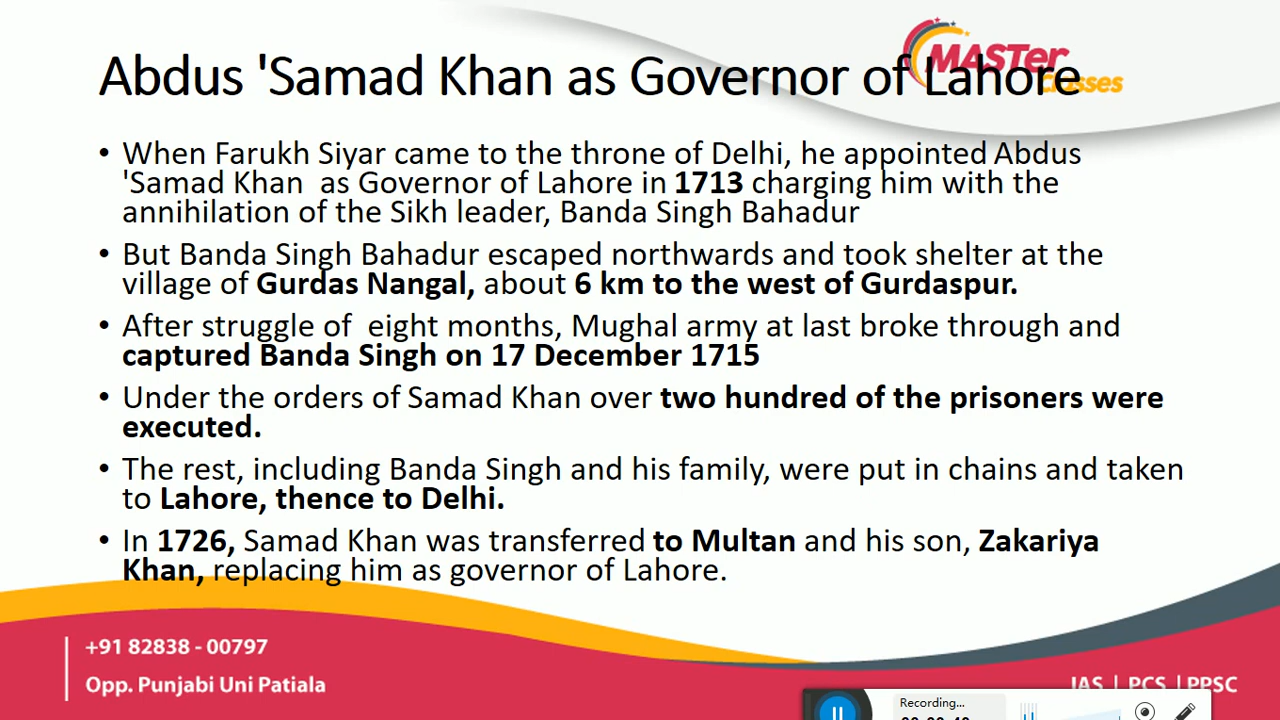 Abdus 'Samad Khan as Governor of Lahore
MASTer
classes
• When Farukh Siyar came to the throne of Delhi, he appointed Abdus
'Samad Khan as Governor of Lahore in 1713 charging him with the
annihilation of the Sikh leader, Banda Singh Bahadur
• But Banda Singh Bahadur escaped northwards and took shelter at the
village of Gurdas Nangal, about 6 km to the west of Gurdaspur.
• After struggle of eight months, Mughal army at last broke through and
captured Banda Singh on 17 December 1715
• Under the orders of Samad Khan over two hundred of the prisoners were
executed.
• The rest, including Banda Singh and his family, were put in chains and taken
to Lahore, thence to Delhi.
• In 1726, Samad Khan was transferred to Multan and his son, Zakariya
Khan, replacing him as governor of Lahore.
+91 82838 - 00797
Opp. Punjabi Uni Patiala
IAS | PCS | PPSC
Recording...